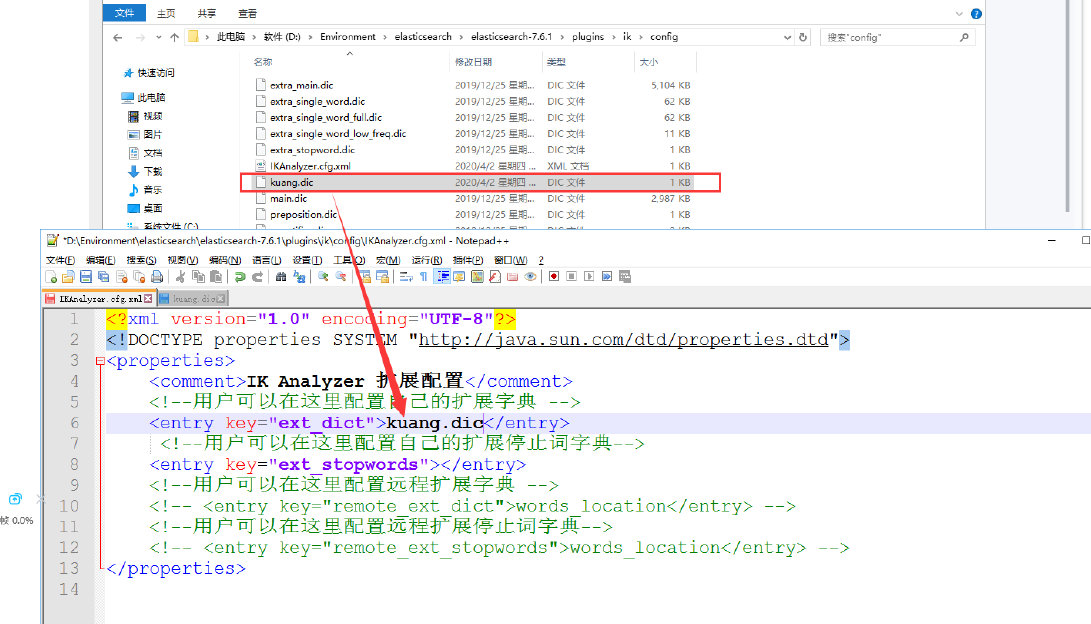 文件 主页 共享 查看
此电脑 > 软件 (D:) > Environment > elasticsearch > elasticsearch-7.6.1 > plugins > ik > config
搜索"config"
名称 修改日期 类型 大小
快速访问
此电脑
视频
图片
文档
下载
音乐
桌面
系统文件 (C:)
extra_main.dic 2019/12/25 星期... DIC 文件 5,104 KB
extra_single_word.dic 2019/12/25 星期... DIC 文件 62 KB
extra_single_word_full.dic 2019/12/25 星期... DIC 文件 62 KB
extra_single_word_low_freq.dic 2019/12/25 星期... DIC 文件 11 KB
extra_stopword.dic 2019/12/25 星期... DIC 文件 1 KB
IKAnalyzer.cfg.xml 2020/4/2 星期四 ... XML 文档 1 KB
kuang.dic 2020/4/2 星期四 ... DIC 文件 1 KB
main.dic 2019/12/25 星期... DIC 文件 2,987 KB
preposition.dic 2019/12/25 星期... DIC 文件 1 KB
*D:\Environment\elasticsearch\elasticsearch-7.6.1\plugins\ik\config\IKAnalyzer.cfg.xml - Notepad++
文件(F) 编辑(E) 搜索(S) 视图(V) 编码(N) 语言(L) 设置(T) 工具(O) 宏(M) 运行(R) 插件(P) 窗口(W) ?
IKAnalyzer.cfg.xml kuang.dic
1 <?xml version="1.0" encoding="UTF-8"?>
2 <!DOCTYPE properties SYSTEM "http://java.sun.com/dtd/properties.dtd">
3 <properties>
4 <comment>IK Analyzer 扩展配置</comment>
5 <!--用户可以在这里配置自己的扩展字典 -->
6 <entry key="ext_dict">kuang.dic</entry>
7 <!--用户可以在这里配置自己的扩展停止词字典-->
8 <entry key="ext_stopwords"></entry>
9 <!--用户可以在这里配置远程扩展字典 -->
10 <!-- <entry key="remote_ext_dict">words_location</entry> -->
11 <!--用户可以在这里配置远程扩展停止词字典-->
12 <!-- <entry key="remote_ext_stopwords">words_location</entry> -->
13 </properties>
14
帧 0.0%